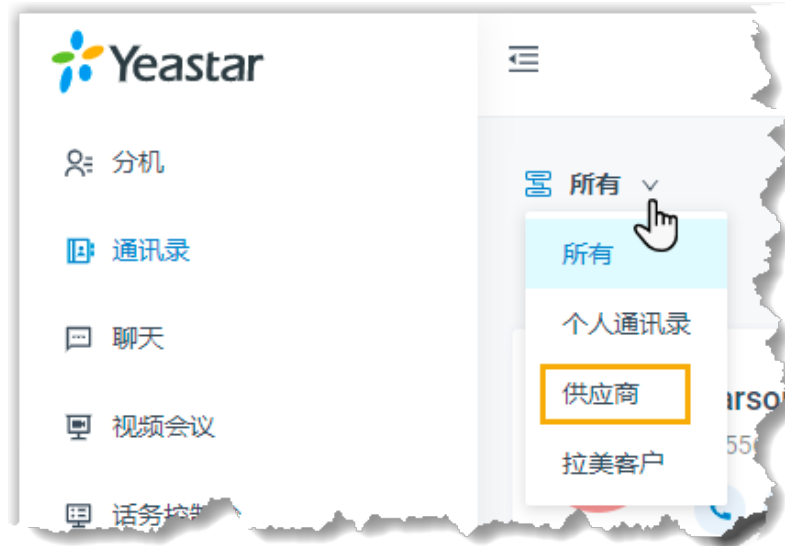 Yeastar
分机
所有
通讯录
所有
聊天
个人通讯录
供应商
视频会议
拉美客户